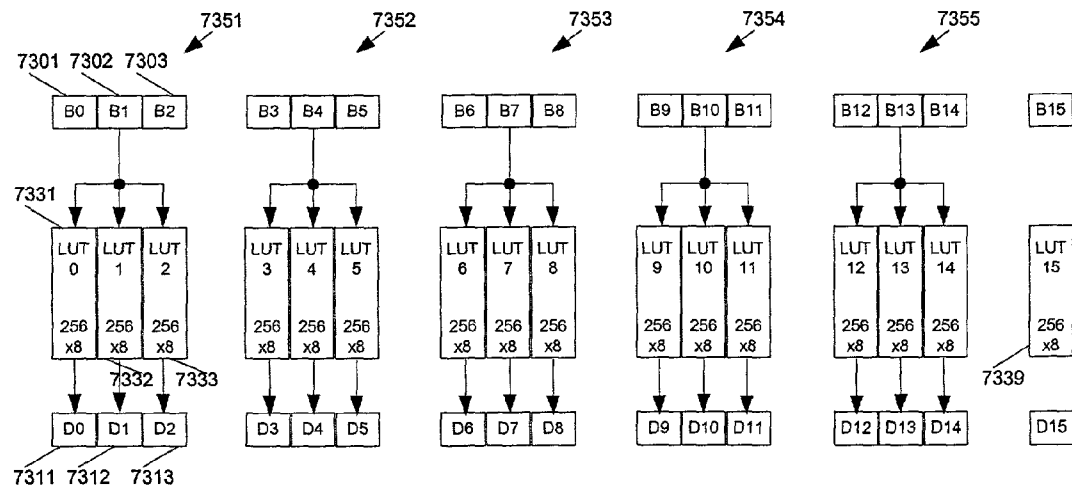 7351 7352 7353 7354 7355
7301 7302 7303
B0 B1 B2 B3 B4 B5 B6 B7 B8 B9 B10 B11 B12 B13 B14 B15
7331
LUT LUT LUT LUT LUT LUT LUT LUT LUT LUT LUT LUT LUT LUT LUT LUT
0 1 2 3 4 5 6 7 8 9 10 11 12 13 14 15
256 256 256 256 256 256 256 256 256 256 256 256 256 256 256 256
x8 x8 x8 x8 x8 x8 x8 x8 x8 x8 x8 x8 x8 x8 x8 x8
7332 7333 7339
D0 D1 D2 D3 D4 D5 D6 D7 D8 D9 D10 D11 D12 D13 D14 D15
7311 7312 7313